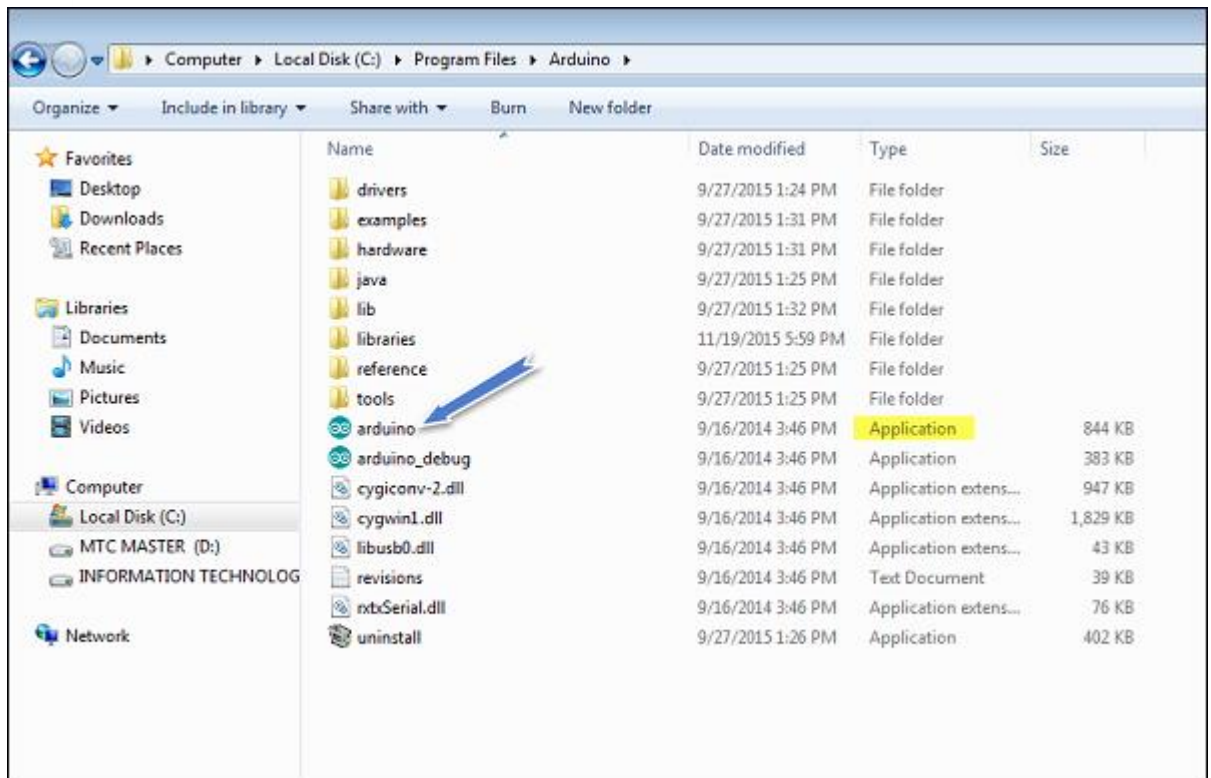 Computer Local Disk (C:) Program Files Arduino
Organize Include in library Share with Burn New folder
Favorites
Desktop
Downloads
Recent Places
Libraries
Documents
Music
Pictures
Videos
Computer
Local Disk (C:)
MTC MASTER (D:)
INFORMATION TECHNOLOG
Network
Name Date modified Type Size
drivers 9/27/2015 1:24 PM File folder
examples 9/27/2015 1:31 PM File folder
hardware 9/27/2015 1:31 PM File folder
java 9/27/2015 1:25 PM File folder
lib 9/27/2015 1:32 PM File folder
libraries 11/19/2015 5:59 PM File folder
reference 9/27/2015 1:25 PM File folder
tools 9/27/2015 1:25 PM File folder
arduino 9/16/2014 3:46 PM Application 844 KB
arduino_debug 9/16/2014 3:46 PM Application 383 KB
cygiconv-2.dll 9/16/2014 3:46 PM Application extens... 947 KB
cygwin1.dll 9/16/2014 3:46 PM Application extens... 1,829 KB
libusb0.dll 9/16/2014 3:46 PM Application extens... 43 KB
revisions 9/16/2014 3:46 PM Text Document 39 KB
rxtxSerial.dll 9/16/2014 3:46 PM Application extens... 76 KB
uninstall 9/27/2015 1:26 PM Application 402 KB